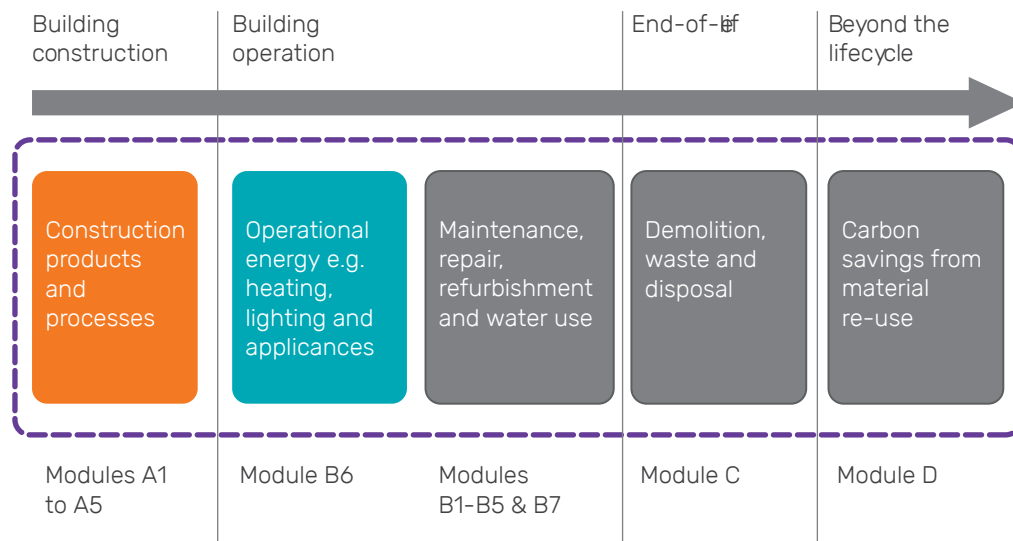 Building
construction
Building
operation
End-of-lief
Beyond the
lifecycle
Construction
products
and
processes
Operational
energy e.g.
heating,
lighting and
applicances
Maintenance,
repair,
refurbishment
and water use
Demolition,
waste and
disposal
Carbon
savings from
material
re-use
Modules A1
to A5
Module B6
Modules
B1-B5 & B7
Module C
Module D